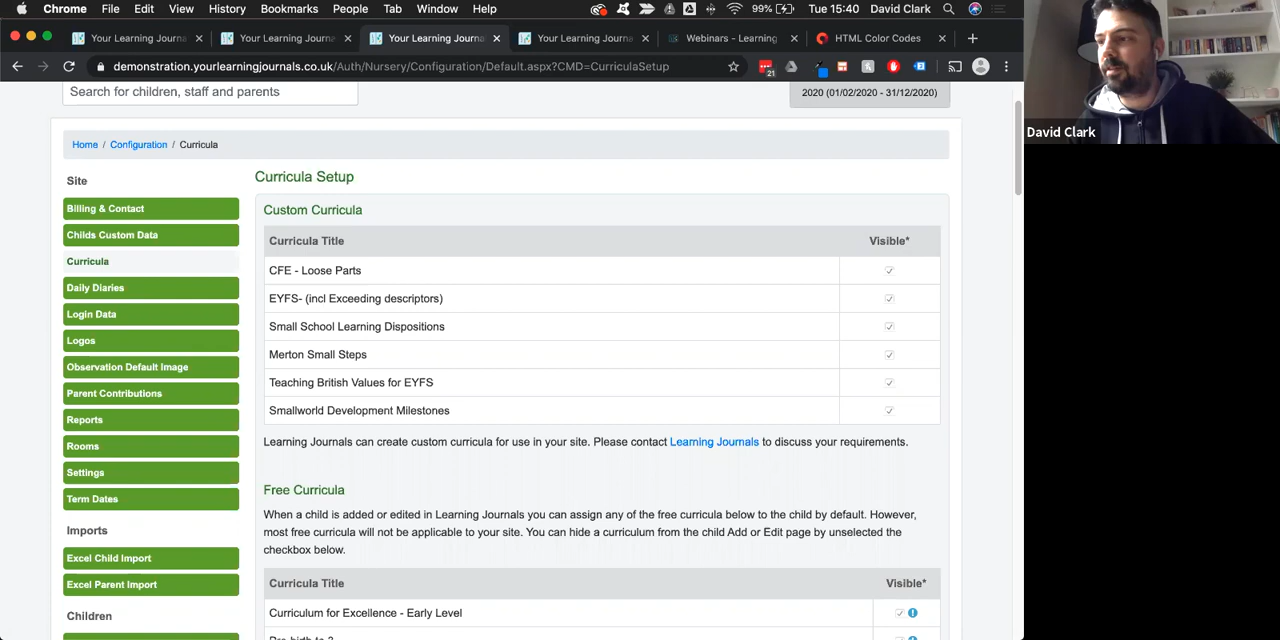 Chrome File Edit View History Bookmarks People Tab Window Help 99% Tue 15:40 David Clark
Your Learning Journa Your Learning Journa Your Learning Journa Your Learning Journa Webinars - Learning HTML Color Codes
demonstration.yourlearningjournals.co.uk/Auth/Nursery/Configuration/Default.aspx?CMD=CurriculaSetup 21
Search for children, staff and parents 2020 (01/02/2020 - 31/12/2020)
David Clark
Home / Configuration / Curricula
Site
Billing & Contact
Childs Custom Data
Curricula
Daily Diaries
Login Data
Logos
Observation Default Image
Parent Contributions
Reports
Rooms
Settings
Term Dates
Imports
Excel Child Import
Excel Parent Import
Children
Curricula Setup
Custom Curricula
Curricula Title Visible*
CFE - Loose Parts
EYFS- (incl Exceeding descriptors)
Small School Learning Dispositions
Merton Small Steps
Teaching British Values for EYFS
Smallworld Development Milestones
Learning Journals can create custom curricula for use in your site. Please contact Learning Journals to discuss your requirements.
Free Curricula
When a child is added or edited in Learning Journals you can assign any of the free curricula below to the child by default. However,
most free curricula will not be applicable to your site. You can hide a curriculum from the child Add or Edit page by unselected the
checkbox below.
Curricula Title Visible*
Curriculum for Excellence - Early Level
Pre-birth to 3